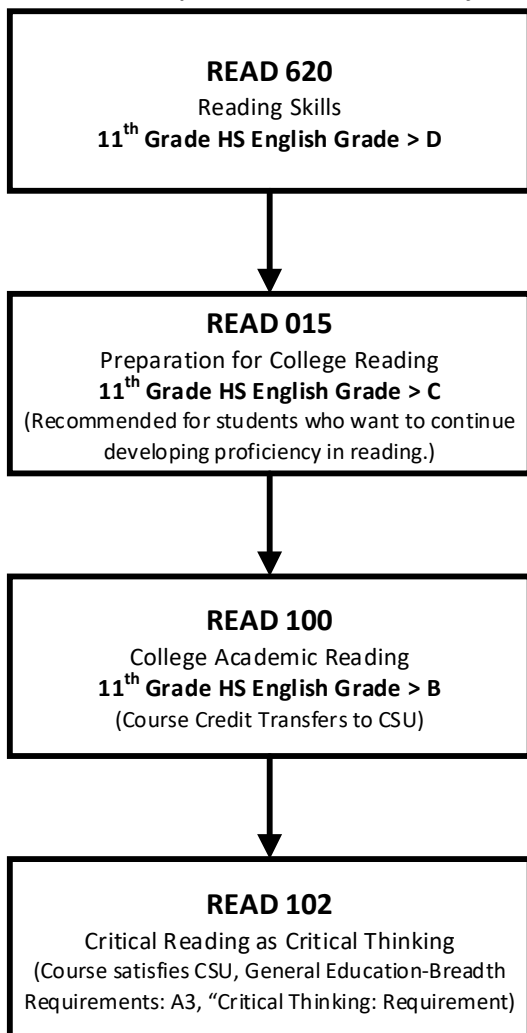 READ 620
Reading Skills
11th Grade HS English Grade > D
READ 015
Preparation for College Reading
11th Grade HS English Grade > C
(Recommended for students who want to continue
developing proficiency in reading.)
READ 100
College Academic Reading
11th Grade HS English Grade > B
(Course Credit Transfers to CSU)
READ 102
Critical Reading as Critical Thinking
(Course satisfies CSU, General Education-Breadth
Requirements: A3, “Critical Thinking: Requirement)